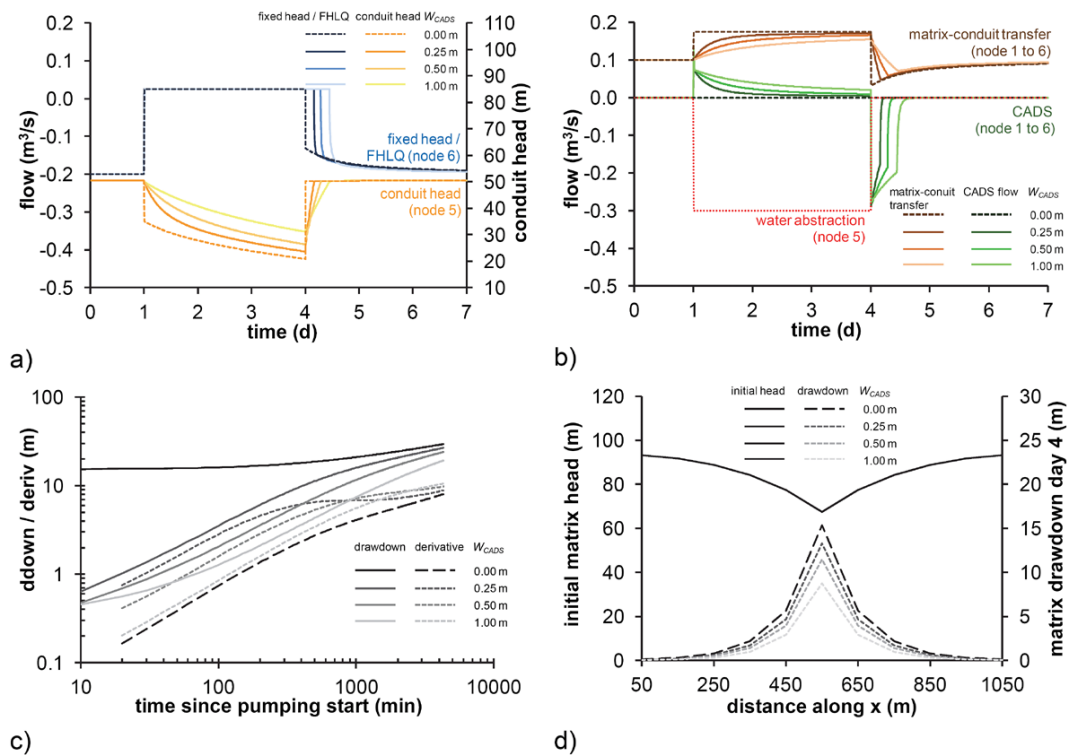 fixed head / FHLQ conduit head W_CADS
0.00 m
0.25 m
0.50 m
1.00 m
0.2
0.1
0.0
-0.1
-0.2
-0.3
-0.4
-0.5
flow (m³/s)
110
100
90
80
70
60
50
40
30
20
10
conduit head (m)
fixed head /
FHLQ (node 6)
conduit head
(node 5)
0 1 2 3 4 5 6 7
time (d)
a)
0.2
0.1
0.0
-0.1
-0.2
-0.3
-0.4
-0.5
flow (m³/s)
matrix-conduit transfer
(node 1 to 6)
CADS
(node 1 to 6)
water abstraction
(node 5)
matrix-conuit
transfer
CADS flow W_CADS
0.00 m
0.25 m
0.50 m
1.00 m
0 1 2 3 4 5 6 7
time (d)
b)
100
10
1
0.1
ddown / deriv (m)
drawdown derivative W_CADS
0.00 m
0.25 m
0.50 m
1.00 m
10 100 1000 10000
time since pumping start (min)
c)
initial head drawdown W_CADS
0.00 m
0.25 m
0.50 m
1.00 m
120
100
80
60
40
20
0
initial matrix head (m)
30
25
20
15
10
5
0
matrix drawdown day 4 (m)
50 250 450 650 850 1050
distance along x (m)
d)